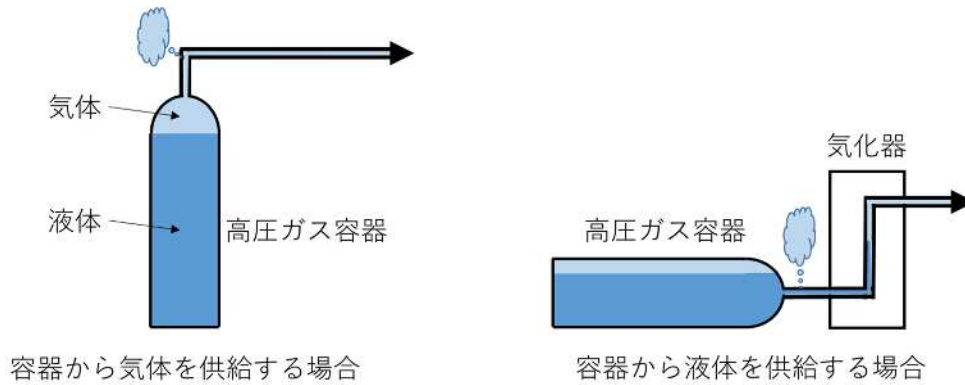 気体
液体
高圧ガス容器
容器から気体を供給する場合
気化器
高圧ガス容器
容器から液体を供給する場合